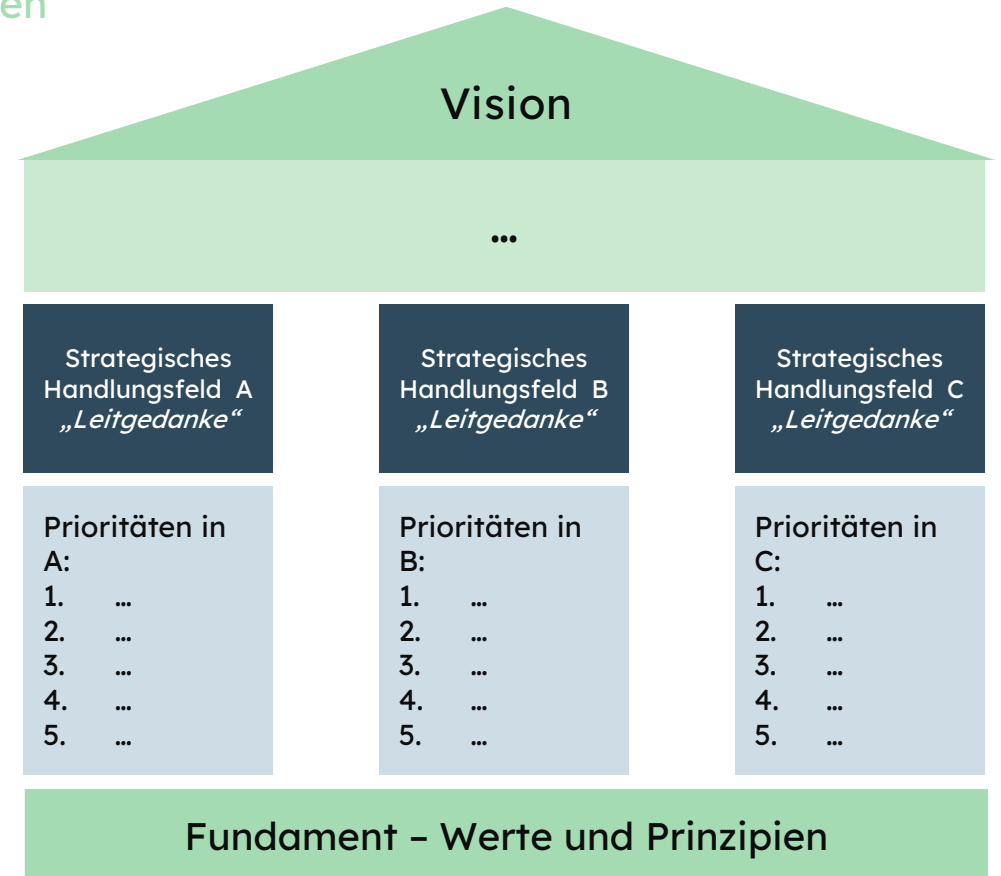 en
Vision
...
Strategisches
Handlungsfeld A
„Leitgedanke“
Strategisches
Handlungsfeld B
„Leitgedanke“
Strategisches
Handlungsfeld C
„Leitgedanke“
Prioritäten in
A:
1. ...
2. ...
3. ...
4. ...
5. ...
Prioritäten in
B:
1. ...
2. ...
3. ...
4. ...
5. ...
Prioritäten in
C:
1. ...
2. ...
3. ...
4. ...
5. ...
Fundament – Werte und Prinzipien